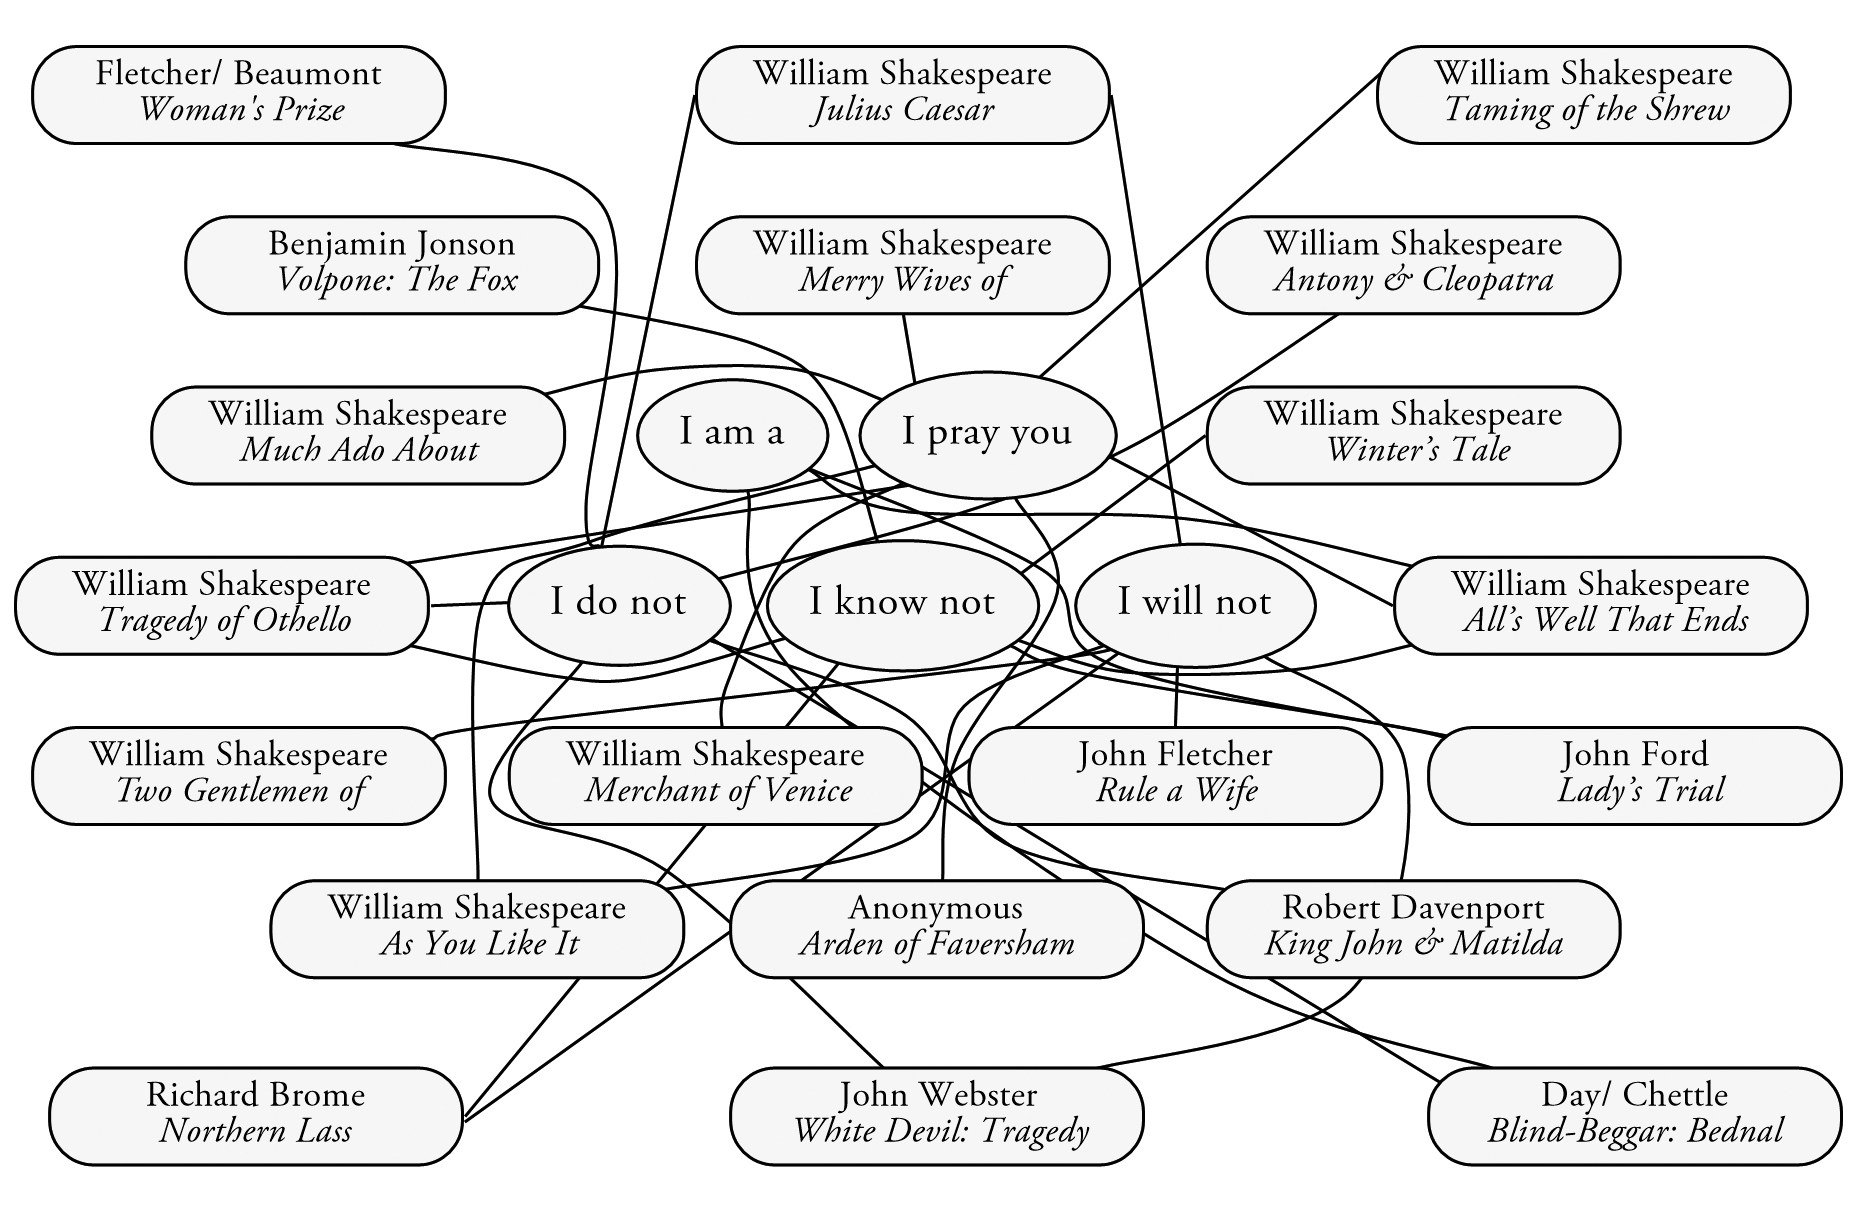 Fletcher/ Beaumont
Woman's Prize
William Shakespeare
Julius Caesar
William Shakespeare
Taming of the Shrew
Benjamin Jonson
Volpone: The Fox
William Shakespeare
Merry Wives of
William Shakespeare
Antony & Cleopatra
William Shakespeare
Much Ado About
I am a
I pray you
William Shakespeare
Winter’s Tale
William Shakespeare
Tragedy of Othello
I do not
I know not
I will not
William Shakespeare
All’s Well That Ends
William Shakespeare
Two Gentlemen of
William Shakespeare
Merchant of Venice
John Fletcher
Rule a Wife
John Ford
Lady’s Trial
William Shakespeare
As You Like It
Anonymous
Arden of Faversham
Robert Davenport
King John & Matilda
Richard Brome
Northern Lass
John Webster
White Devil: Tragedy
Day/ Chettle
Blind-Beggar: Bednal